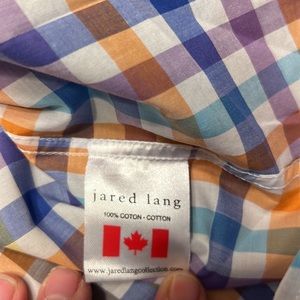 jared lang
100% COTON - COTTON
www.jaredlangcollection.com